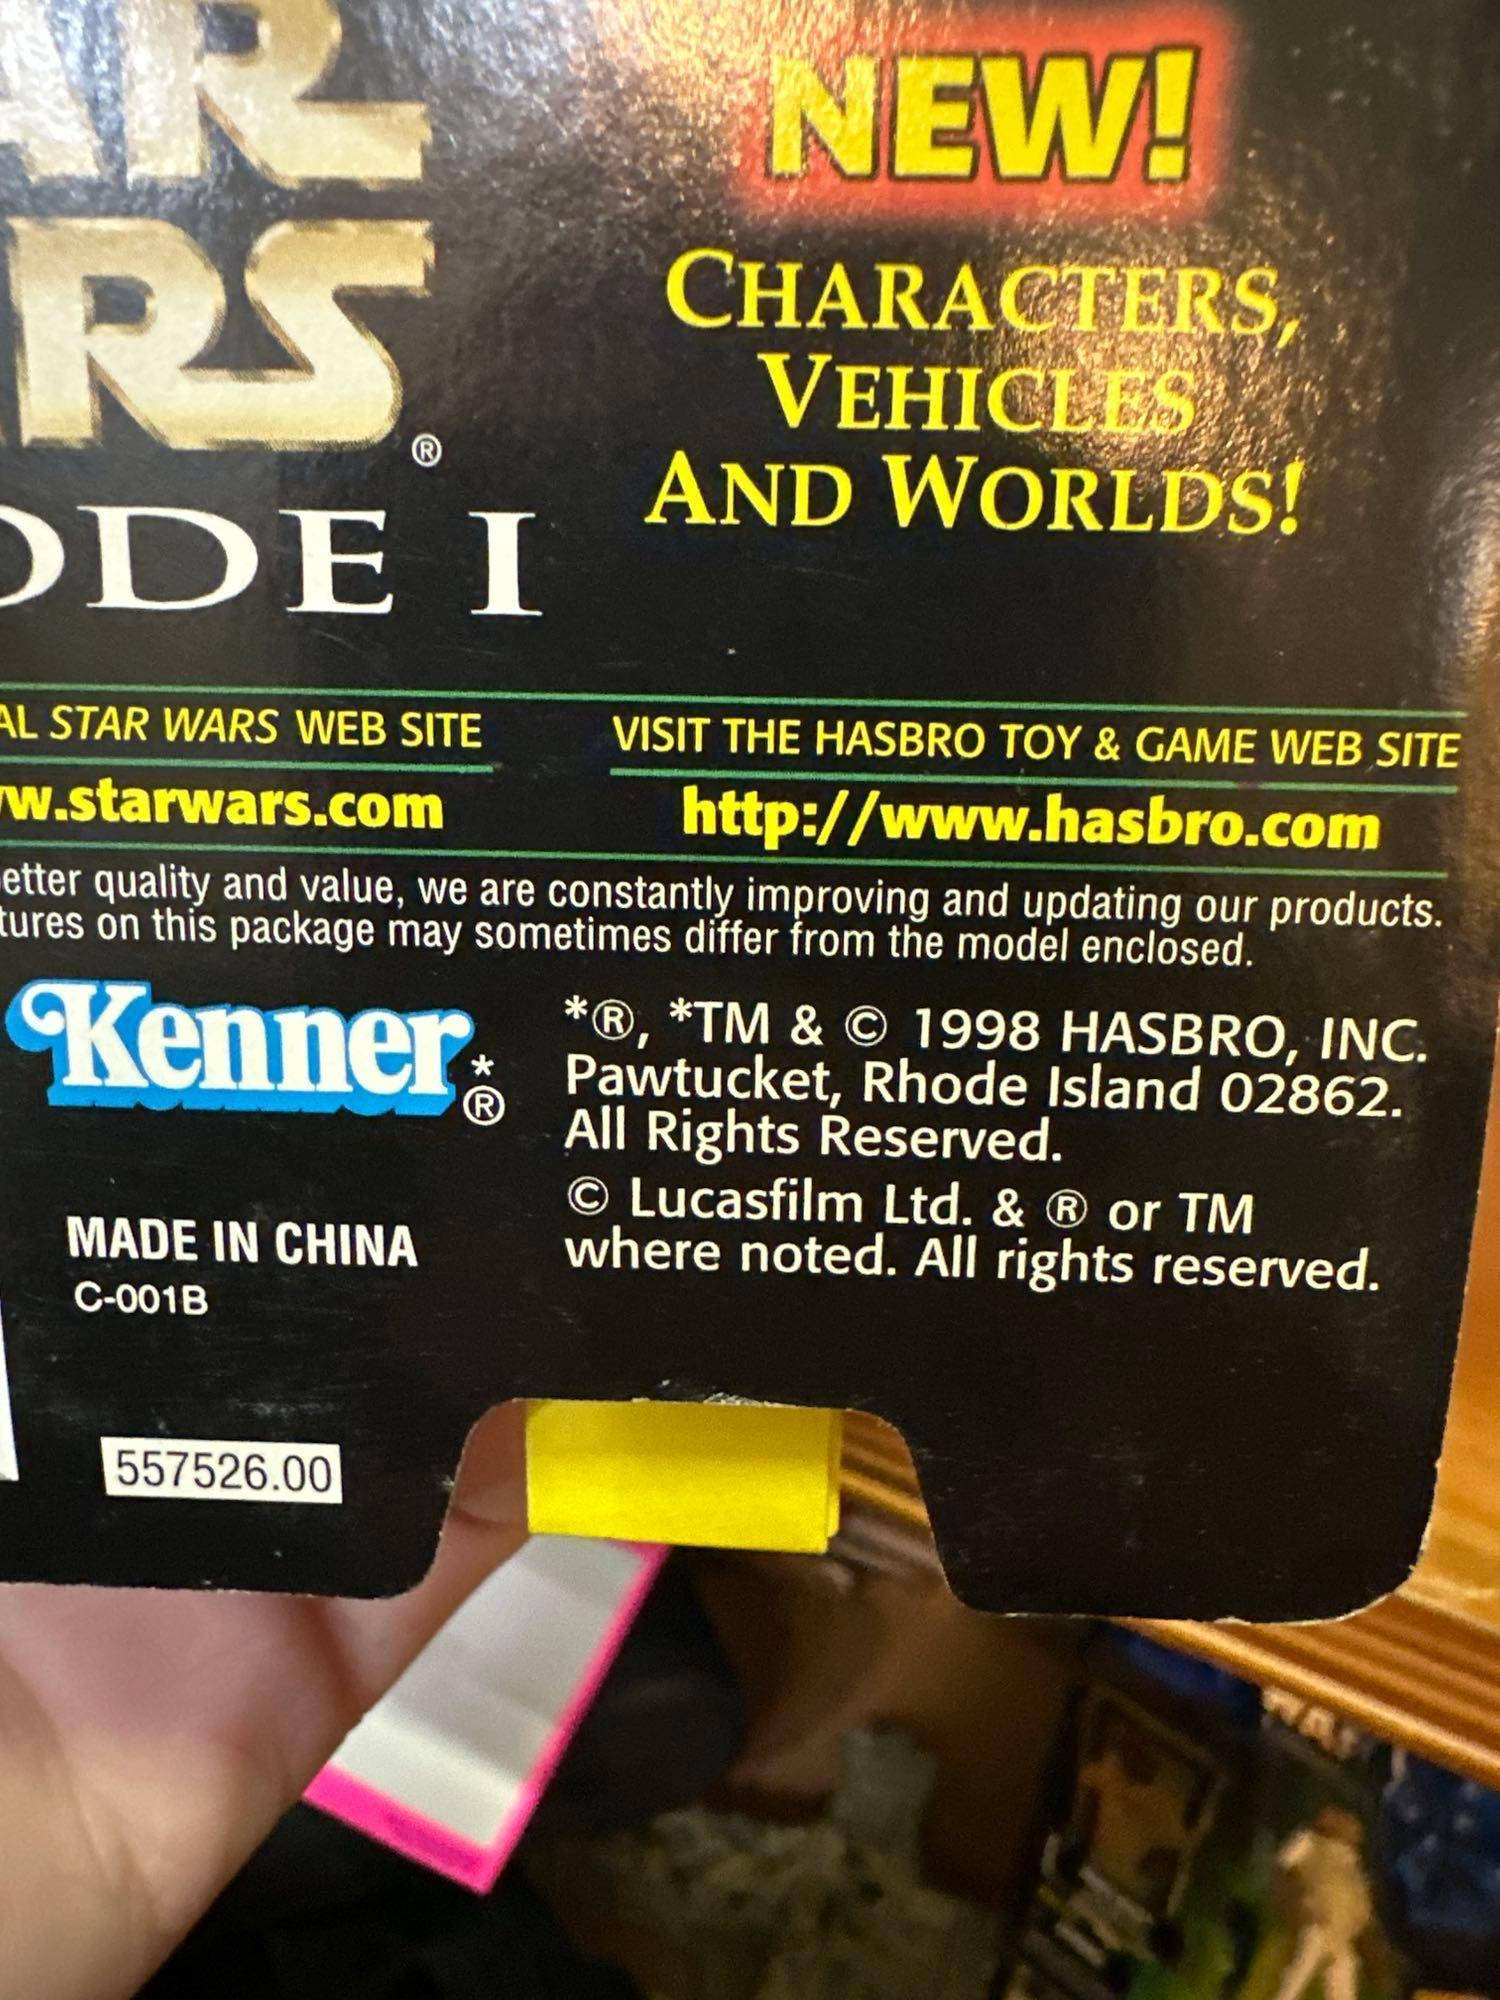 AR
NEW!
RS®
CHARACTERS,
VEHICLES
AND WORLDS!
ODE I
AL STAR WARS WEB SITE
w.starwars.com
VISIT THE HASBRO TOY & GAME WEB SITE
http://www.hasbro.com
etter quality and value, we are constantly improving and updating our products.
tures on this package may sometimes differ from the model enclosed.
Kenner*®
*®, *TM & © 1998 HASBRO, INC.
Pawtucket, Rhode Island 02862.
All Rights Reserved.
© Lucasfilm Ltd. & ® or TM
where noted. All rights reserved.
MADE IN CHINA
C-001B
557526.00